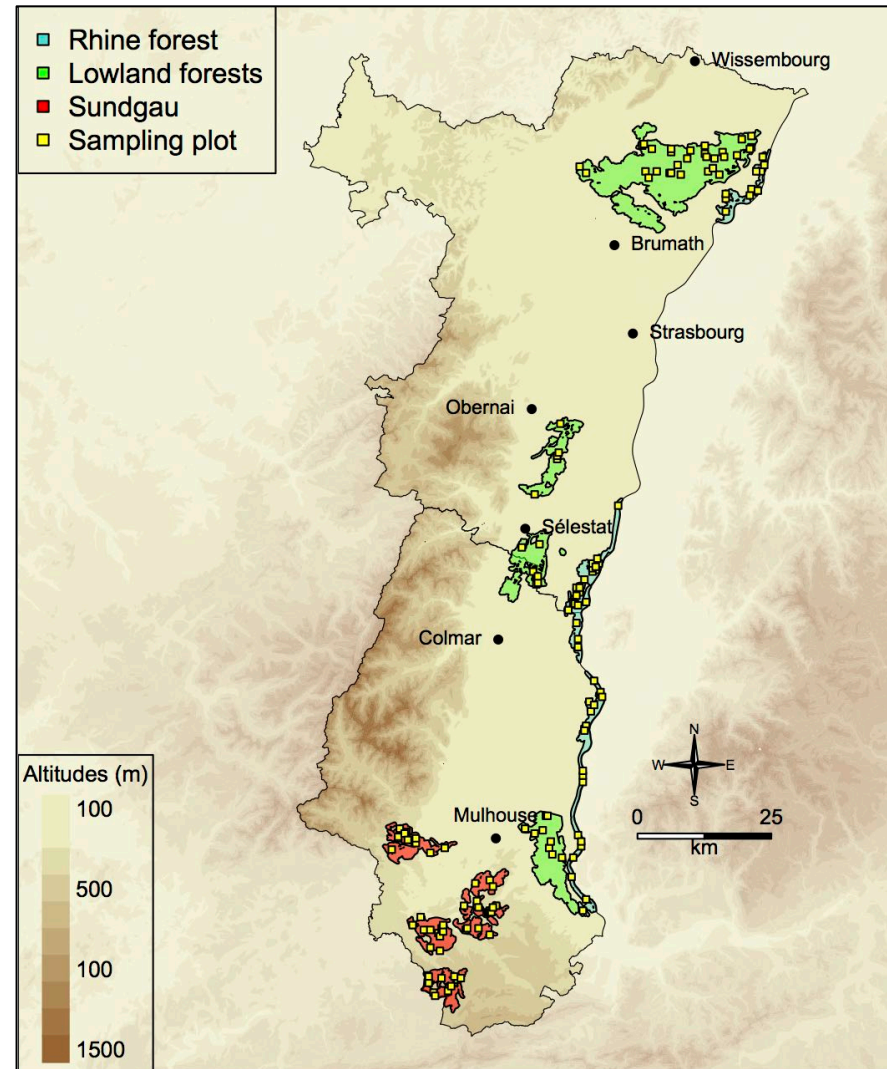 Rhine forest
Lowland forests
Sundgau
Sampling plot
Wissembourg
Brumath
Strasbourg
Obernai
Sélestat
Colmar
N
W E
S
Altitudes (m)
100
500
100
1500
Mulhouse
0 25
km